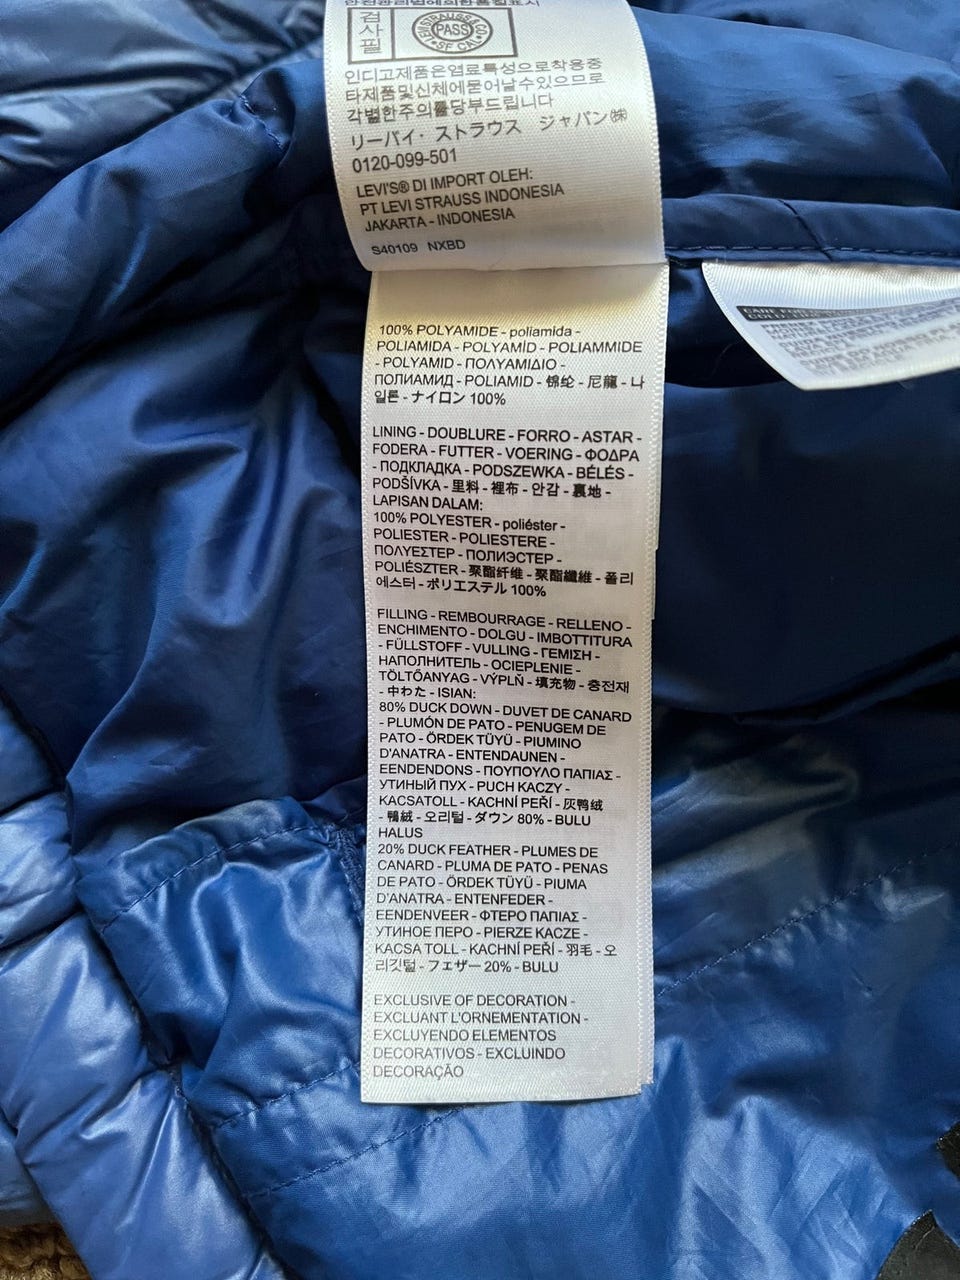 검
사
필
LEVI STRAUSS & CO
PASS
SF CAL
인디고제품은염료특성으로착용중
타제품및신체에묻어날수있으므로
각별한주의를당부드립니다
リーバイ・ストラウス ジャパン㈱
0120-099-501
LEVI'S® DI IMPORT OLEH:
PT LEVI STRAUSS INDONESIA
JAKARTA - INDONESIA
S40109 NXBD
100% POLYAMIDE - poliamida -
POLIAMIDA - POLYAMİD - POLIAMMIDE
- POLYAMID - ΠΟΛΥΑΜΙΔΙΟ -
ПОЛИАМИД - POLIAMID - 锦纶 - 尼龍 - 나
일론 - ナイロン 100%
LINING - DOUBLURE - FORRO - ASTAR -
FODERA - FUTTER - VOERING - ΦΟΔΡΑ
- ПОДКЛАДКА - PODSZEWKA - BÉLÉS -
PODŠÍVKA - 里料 - 裡布 - 안감 - 裏地 -
LAPISAN DALAM:
100% POLYESTER - poliéster -
POLIESTER - POLIESTERE -
ΠΟΛΥΕΣΤΕΡ - ПОЛИЭСТЕР -
POLIÉSZTER - 聚酯纤维 - 聚酯纖維 - 폴리
에스터 - ポリエステル 100%
FILLING - REMBOURRAGE - RELLENO -
ENCHIMENTO - DOLGU - IMBOTTITURA
- FÜLLSTOFF - VULLING - ΓΕΜΙΣΗ -
НАПОЛНИТЕЛЬ - OCIEPLENIE -
TÖLTŐANYAG - VÝPLŇ - 填充物 - 충전재
- 中わた - ISIAN:
80% DUCK DOWN - DUVET DE CANARD
- PLUMÓN DE PATO - PENUGEM DE
PATO - ÖRDEK TÜYÜ - PIUMINO
D'ANATRA - ENTENDAUNEN -
EENDENDONS - ΠΟΥΠΟΥΛΟ ΠΑΠΙΑΣ -
УТИНЫЙ ПУХ - PUCH KACZY -
KACSATOLL - KACHNÍ PEŘÍ - 灰鸭绒
- 鴨絨 - 오리털 - ダウン 80% - BULU
HALUS
20% DUCK FEATHER - PLUMES DE
CANARD - PLUMA DE PATO - PENAS
DE PATO - ÖRDEK TÜYÜ - PIUMA
D'ANATRA - ENTENFEDER -
EENDENVEER - ΦΤΕΡΟ ΠΑΠΙΑΣ -
УТИНОЕ ПЕРО - PIERZE KACZE -
KACSA TOLL - KACHNÍ PEŘÍ - 羽毛 - 오
리깃털 - フェザー 20% - BULU
EXCLUSIVE OF DECORATION -
EXCLUANT L'ORNEMENTATION -
EXCLUYENDO ELEMENTOS
DECORATIVOS - EXCLUINDO
DECORAÇÃO